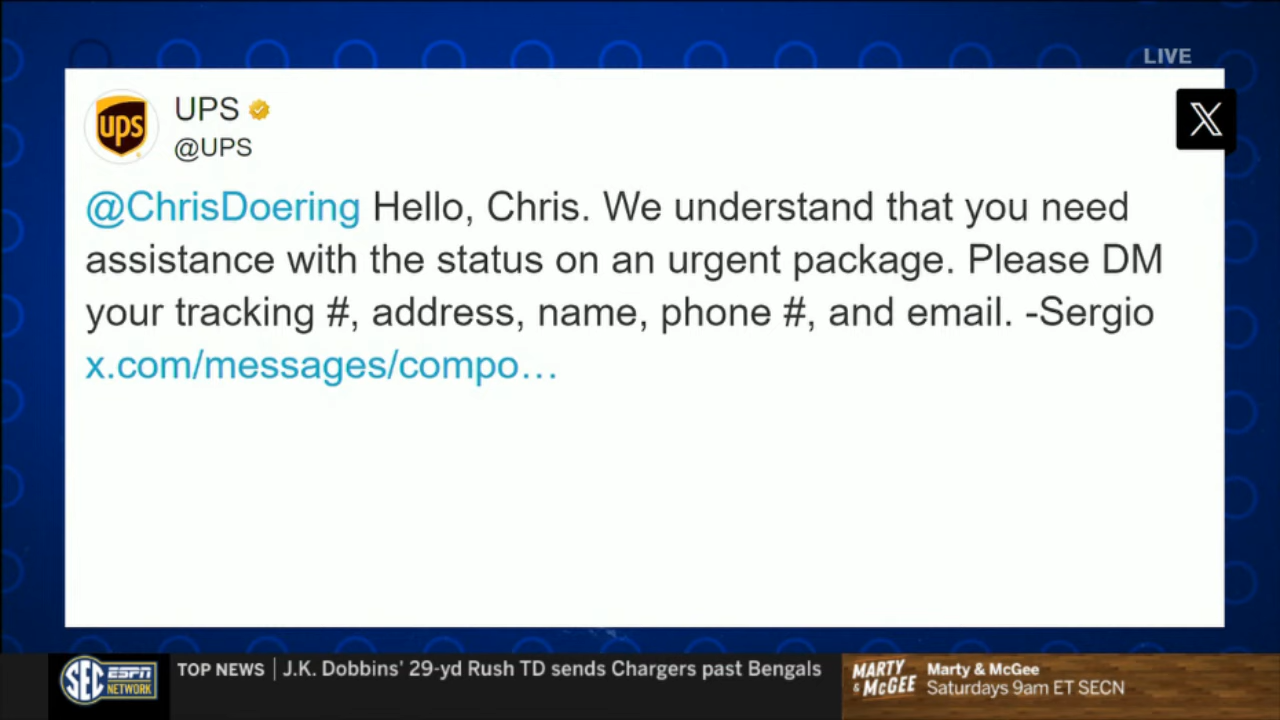 LIVE
UPS
@UPS
ups
X
@ChrisDoering Hello, Chris. We understand that you need
assistance with the status on an urgent package. Please DM
your tracking #, address, name, phone #, and email. -Sergio
x.com/messages/compo…
SEC ESPN NETWORK
TOP NEWS | J.K. Dobbins' 29-yd Rush TD sends Chargers past Bengals
MARTY & McGEE
Marty & McGee
Saturdays 9am ET SECN